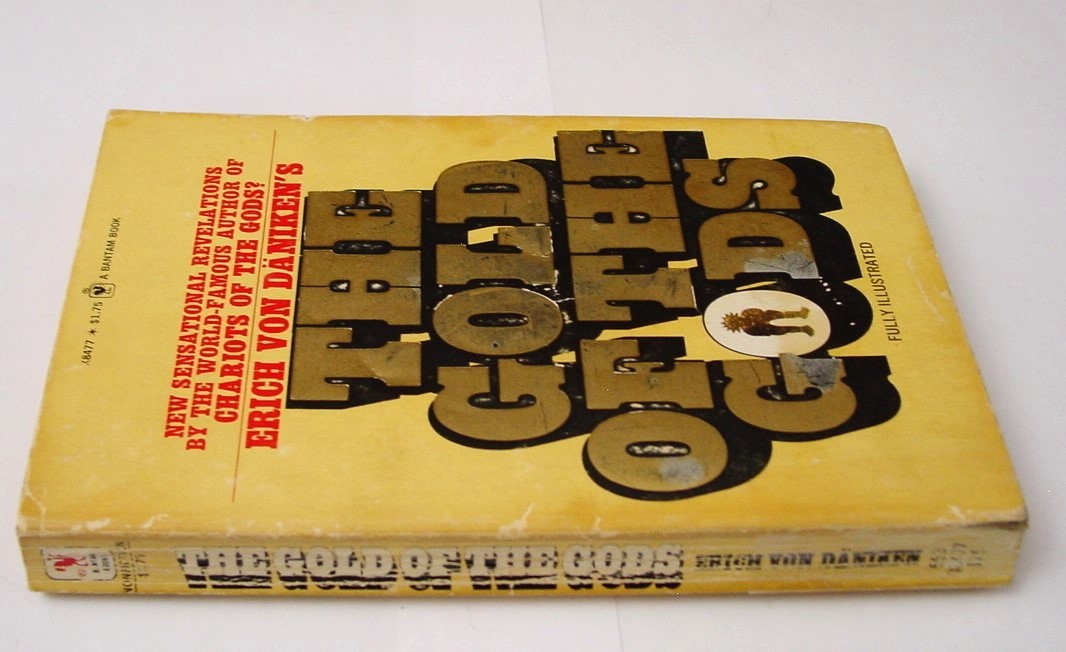 X8477 * $1.75 A BANTAM BOOK
NEW SENSATIONAL REVELATIONS
BY THE WORLD-FAMOUS AUTHOR OF
CHARIOTS OF THE GODS?
ERICH VON DÄNIKEN'S
THE
GOLD
OF THE
GODS
FULLY ILLUSTRATED
THE GOLD OF THE GODS ERICH VON DÄNIKEN